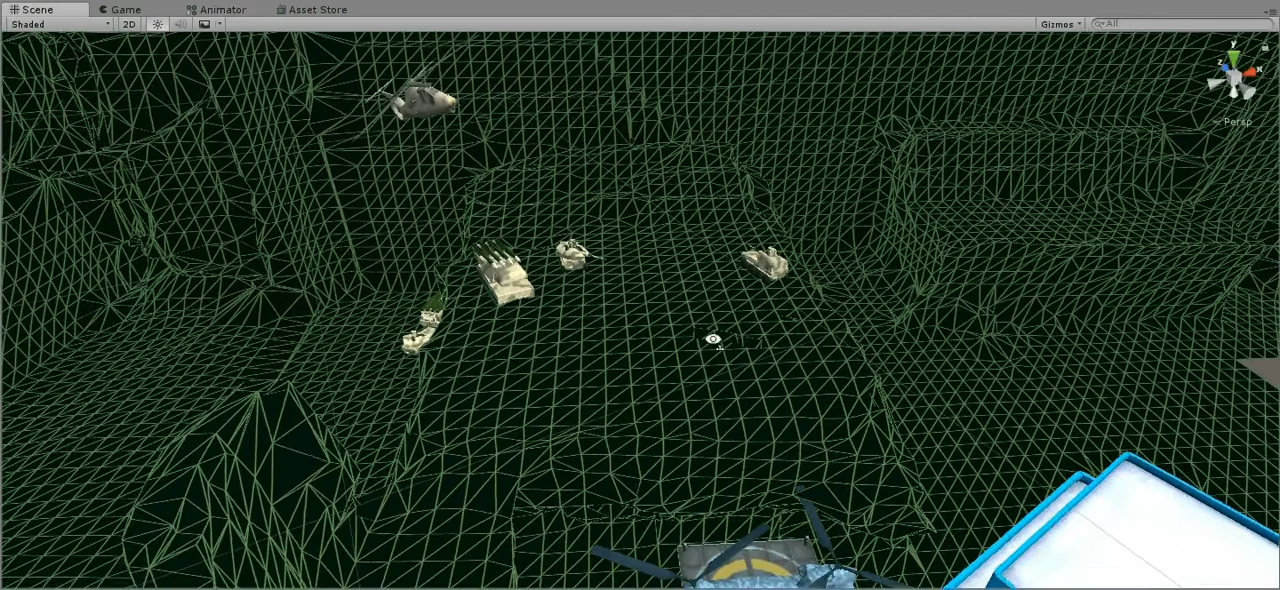 Scene Game Animator Asset Store
Shaded 2D Gizmos All
y
z x
Persp